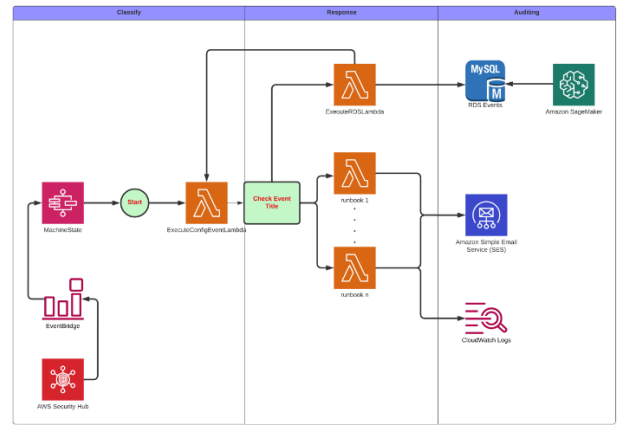 Classify
Response
Auditing
MySQL
M
ExecuteRDSLambda
RDS Events
Amazon SageMaker
MachineState
Start
ExecuteConfigEventLambda
Check Event
Title
runbook 1
runbook n
Amazon Simple Email
Service (SES)
EventBridge
CloudWatch Logs
AWS Security Hub